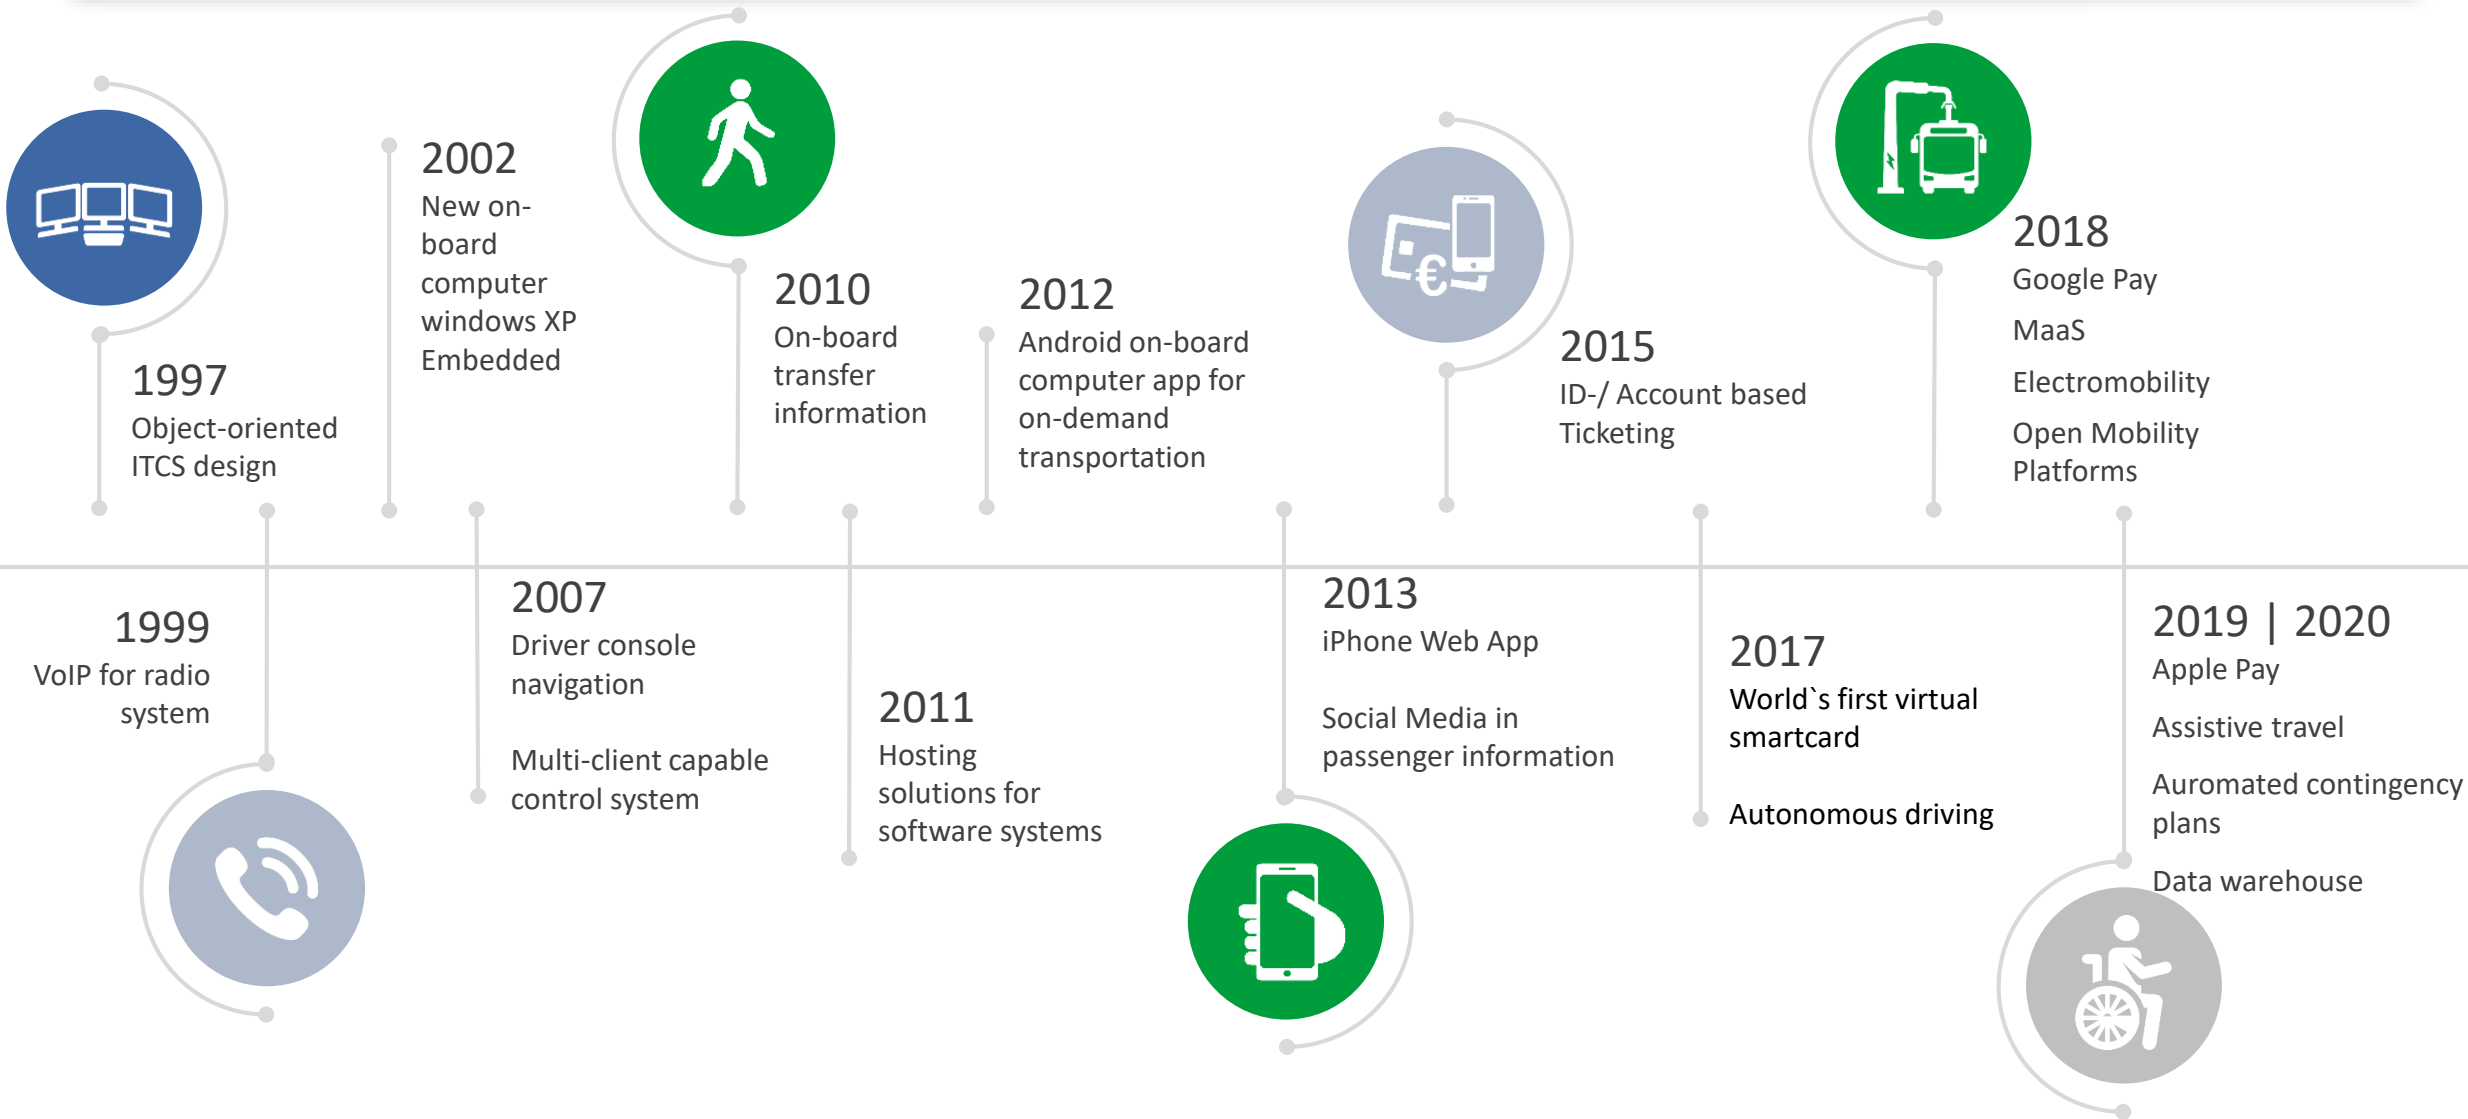 1997
Object-oriented
ITCS design
1999
VoIP for radio
system
2002
New on-
board
computer
windows XP
Embedded
2007
Driver console
navigation
Multi-client capable
control system
2010
On-board
transfer
information
2011
Hosting
solutions for
software systems
2012
Android on-board
computer app for
on-demand
transportation
2013
iPhone Web App
Social Media in
passenger information
€
2015
ID-/ Account based
Ticketing
2017
World`s first virtual
smartcard
Autonomous driving
2018
Google Pay
MaaS
Electromobility
Open Mobility
Platforms
2019 | 2020
Apple Pay
Assistive travel
Auromated contingency
plans
Data warehouse